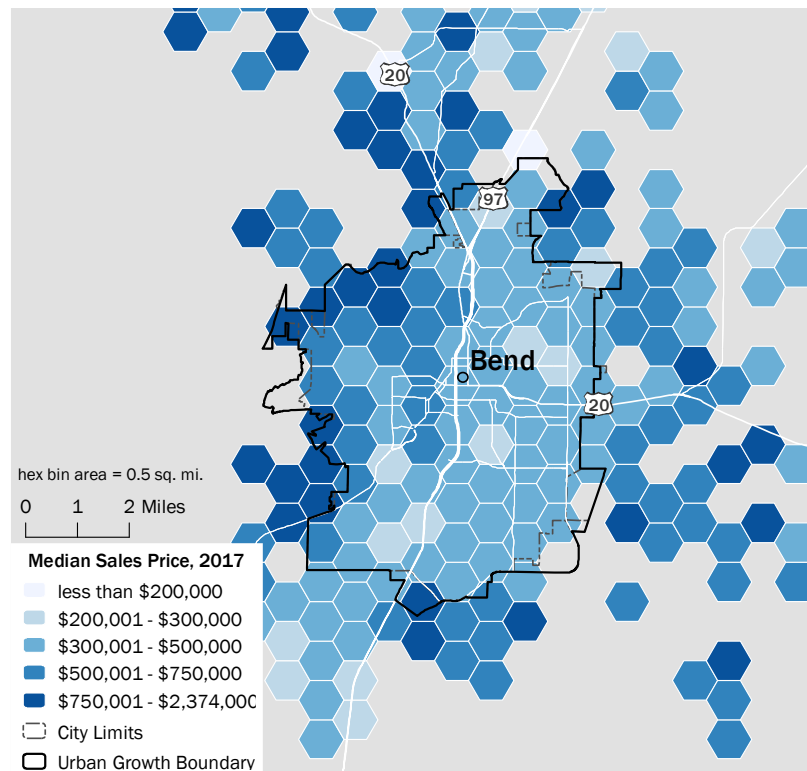 20
97
Bend
20
hex bin area = 0.5 sq. mi.
0 1 2 Miles
Median Sales Price, 2017
less than $200,000
$200,001 - $300,000
$300,001 - $500,000
$500,001 - $750,000
$750,001 - $2,374,000
City Limits
Urban Growth Boundary